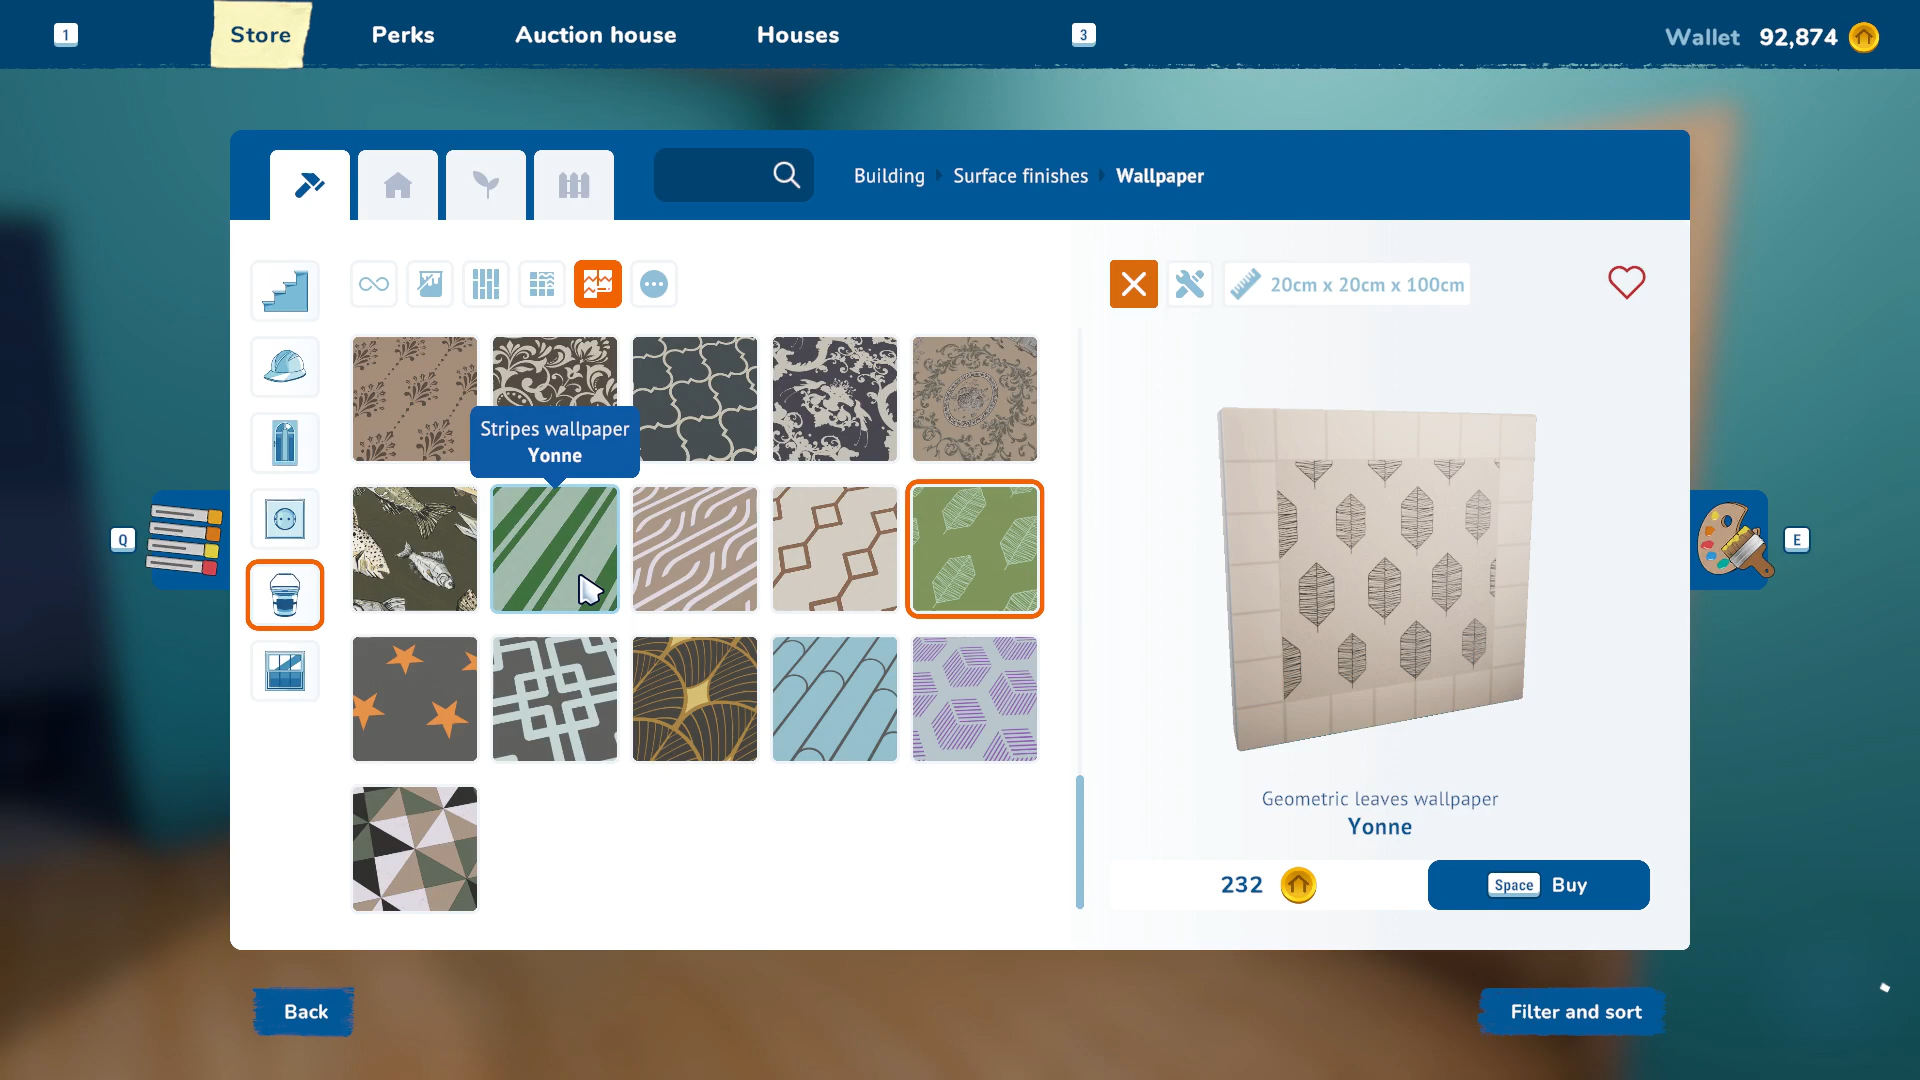 1
Store
Perks
Auction house
Houses
3
Wallet 92,874
Building
Surface finishes
Wallpaper
20cm x 20cm x 100cm
Stripes wallpaper
Yonne
Q
E
Geometric leaves wallpaper
Yonne
232
Space Buy
Back
Filter and sort